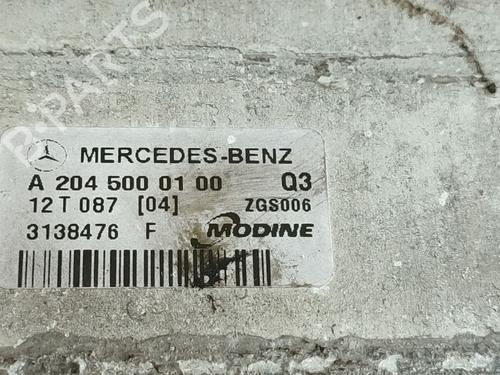 B-PARTS
MERCEDES-BENZ
A 204 500 01 00 Q3
12 T 087 [04] ZGS006
3138476 F MODINE